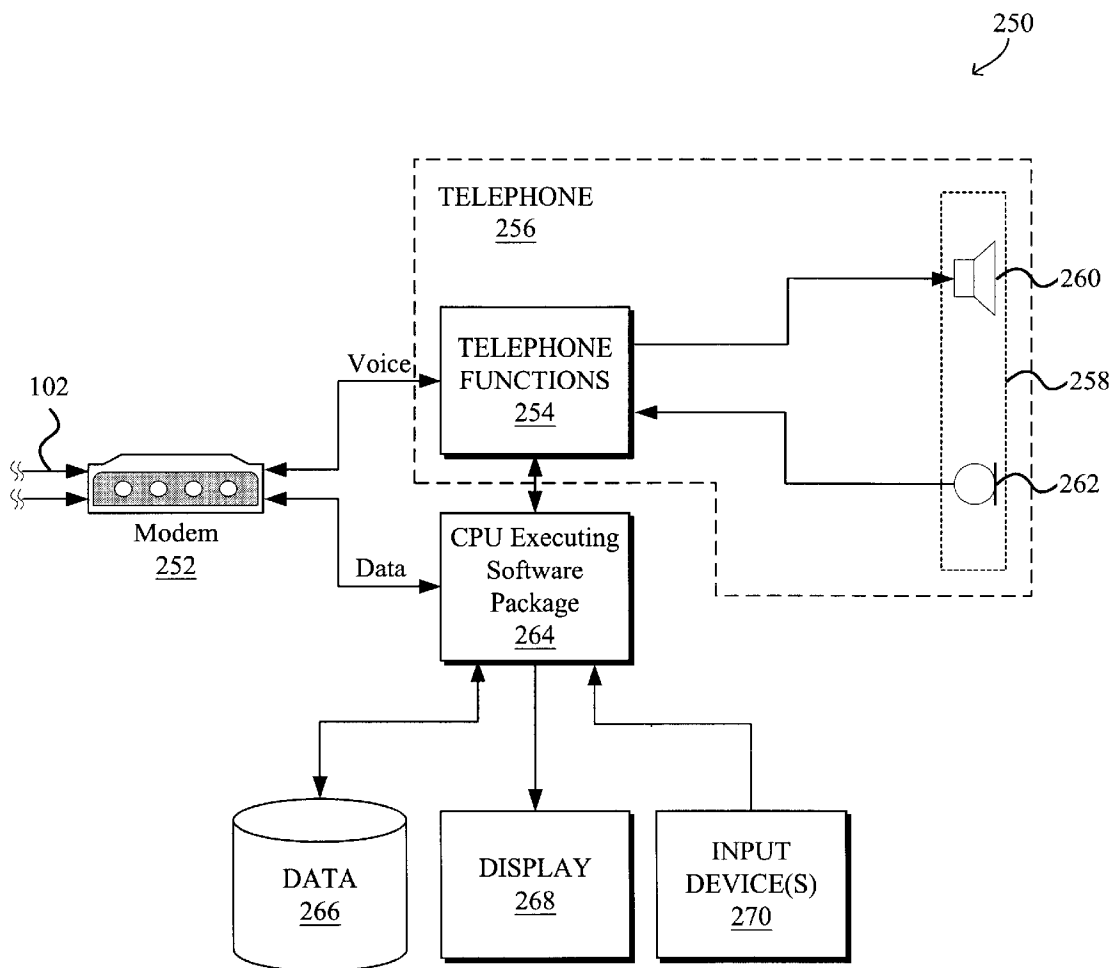 250
TELEPHONE
256
260
TELEPHONE
FUNCTIONS
254
Voice
258
102
262
Modem
252
CPU Executing
Software
Package
264
Data
DATA
266
DISPLAY
268
INPUT
DEVICE(S)
270